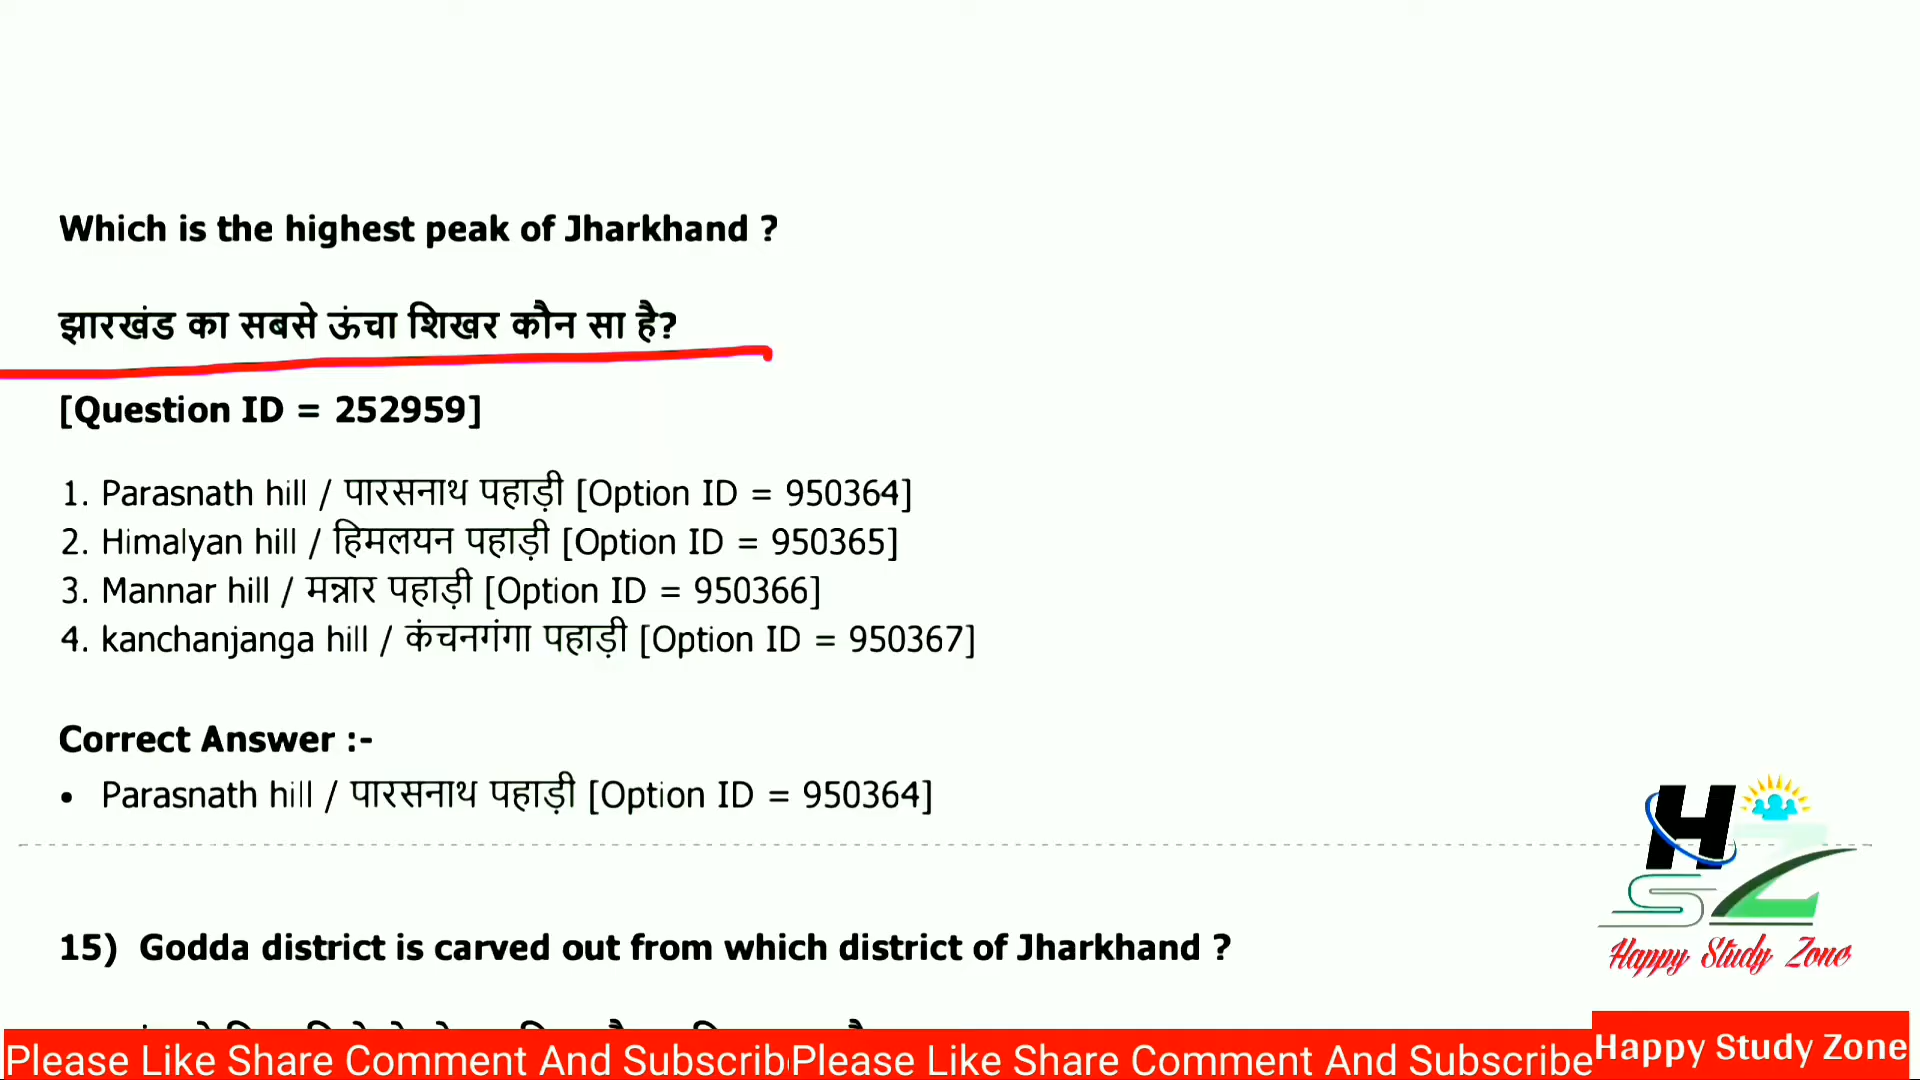 Which is the highest peak of Jharkhand ?
झारखंड का सबसे ऊंचा शिखर कौन सा है?
[Question ID = 252959]
1. Parasnath hill / पारसनाथ पहाड़ी [Option ID = 950364]
2. Himalyan hill / हिमलयन पहाड़ी [Option ID = 950365]
3. Mannar hill / मन्नार पहाड़ी [Option ID = 950366]
4. kanchanjanga hill / कंचनगंगा पहाड़ी [Option ID = 950367]
Correct Answer :-
• Parasnath hill / पारसनाथ पहाड़ी [Option ID = 950364]
15) Godda district is carved out from which district of Jharkhand ?
HSZ
Happy Study Zone
Please Like Share Comment And Subscrib Please Like Share Comment And Subscribe
Happy Study Zone